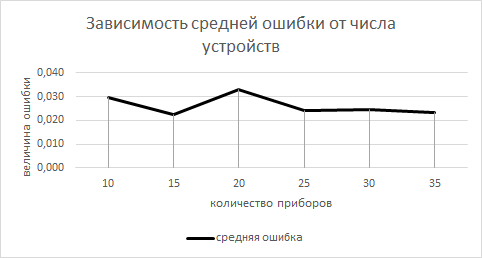 Зависимость средней ошибки от числа
устройств
величина ошибки
0,040
0,030
0,020
0,010
0,000
10 15 20 25 30 35
количество приборов
средняя ошибка